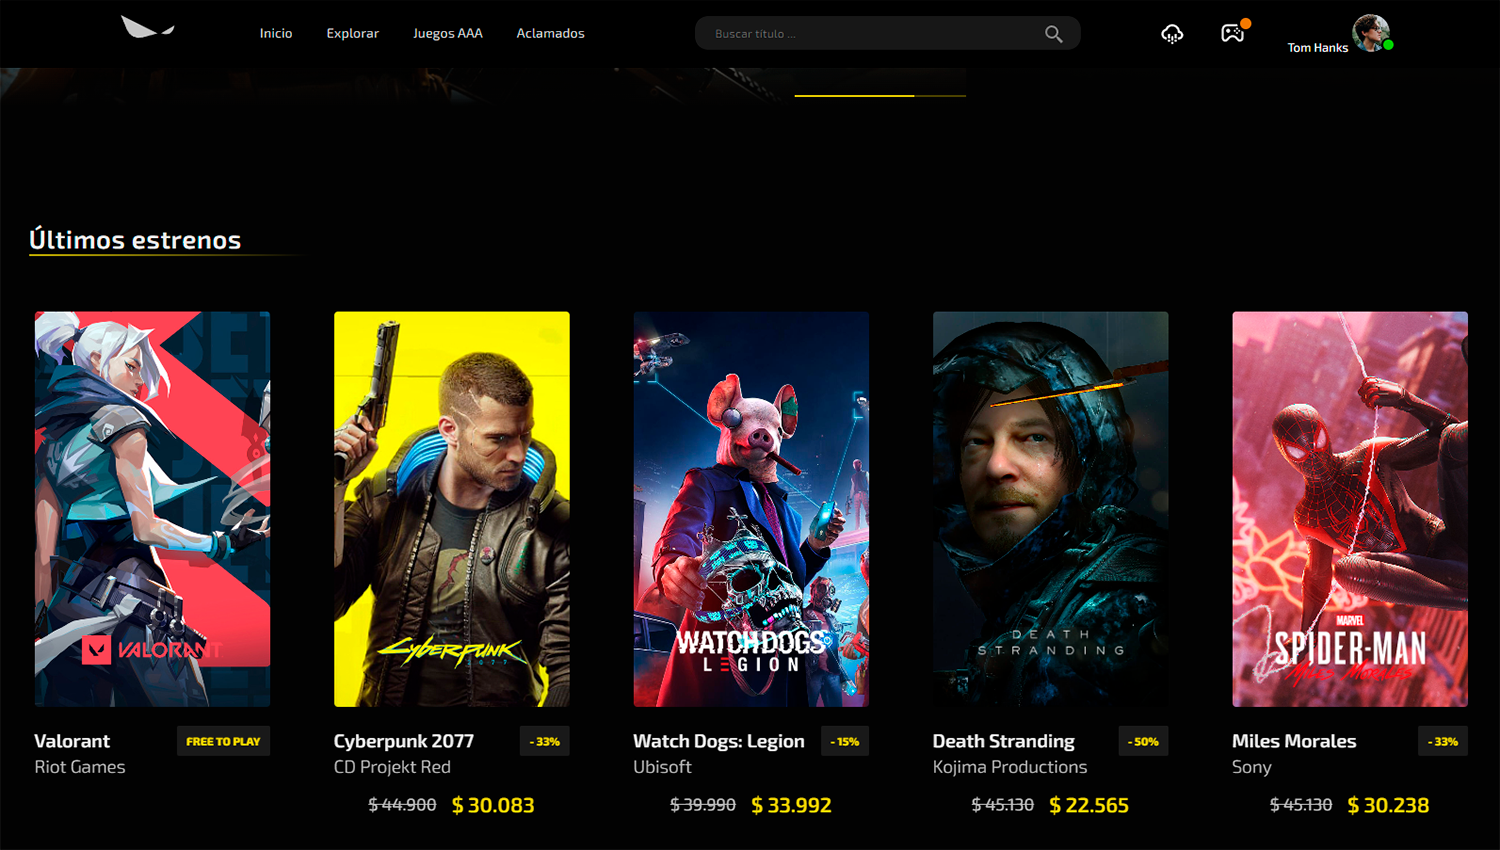 Inicio
Explorar
Juegos AAA
Aclamados
Buscar título ...
Tom Hanks
Últimos estrenos
VALORANT
CYBERPUNK
2077
WATCH DOGS
LEGION
DEATH
STRANDING
MARVEL
SPIDER-MAN
MILES MORALES
Valorant
FREE TO PLAY
Riot Games
Cyberpunk 2077
- 33%
CD Projekt Red
$ 44.900 $ 30.083
Watch Dogs: Legion
- 15%
Ubisoft
$ 39.990 $ 33.992
Death Stranding
- 50%
Kojima Productions
$ 45.130 $ 22.565
Miles Morales
- 33%
Sony
$ 45.130 $ 30.238